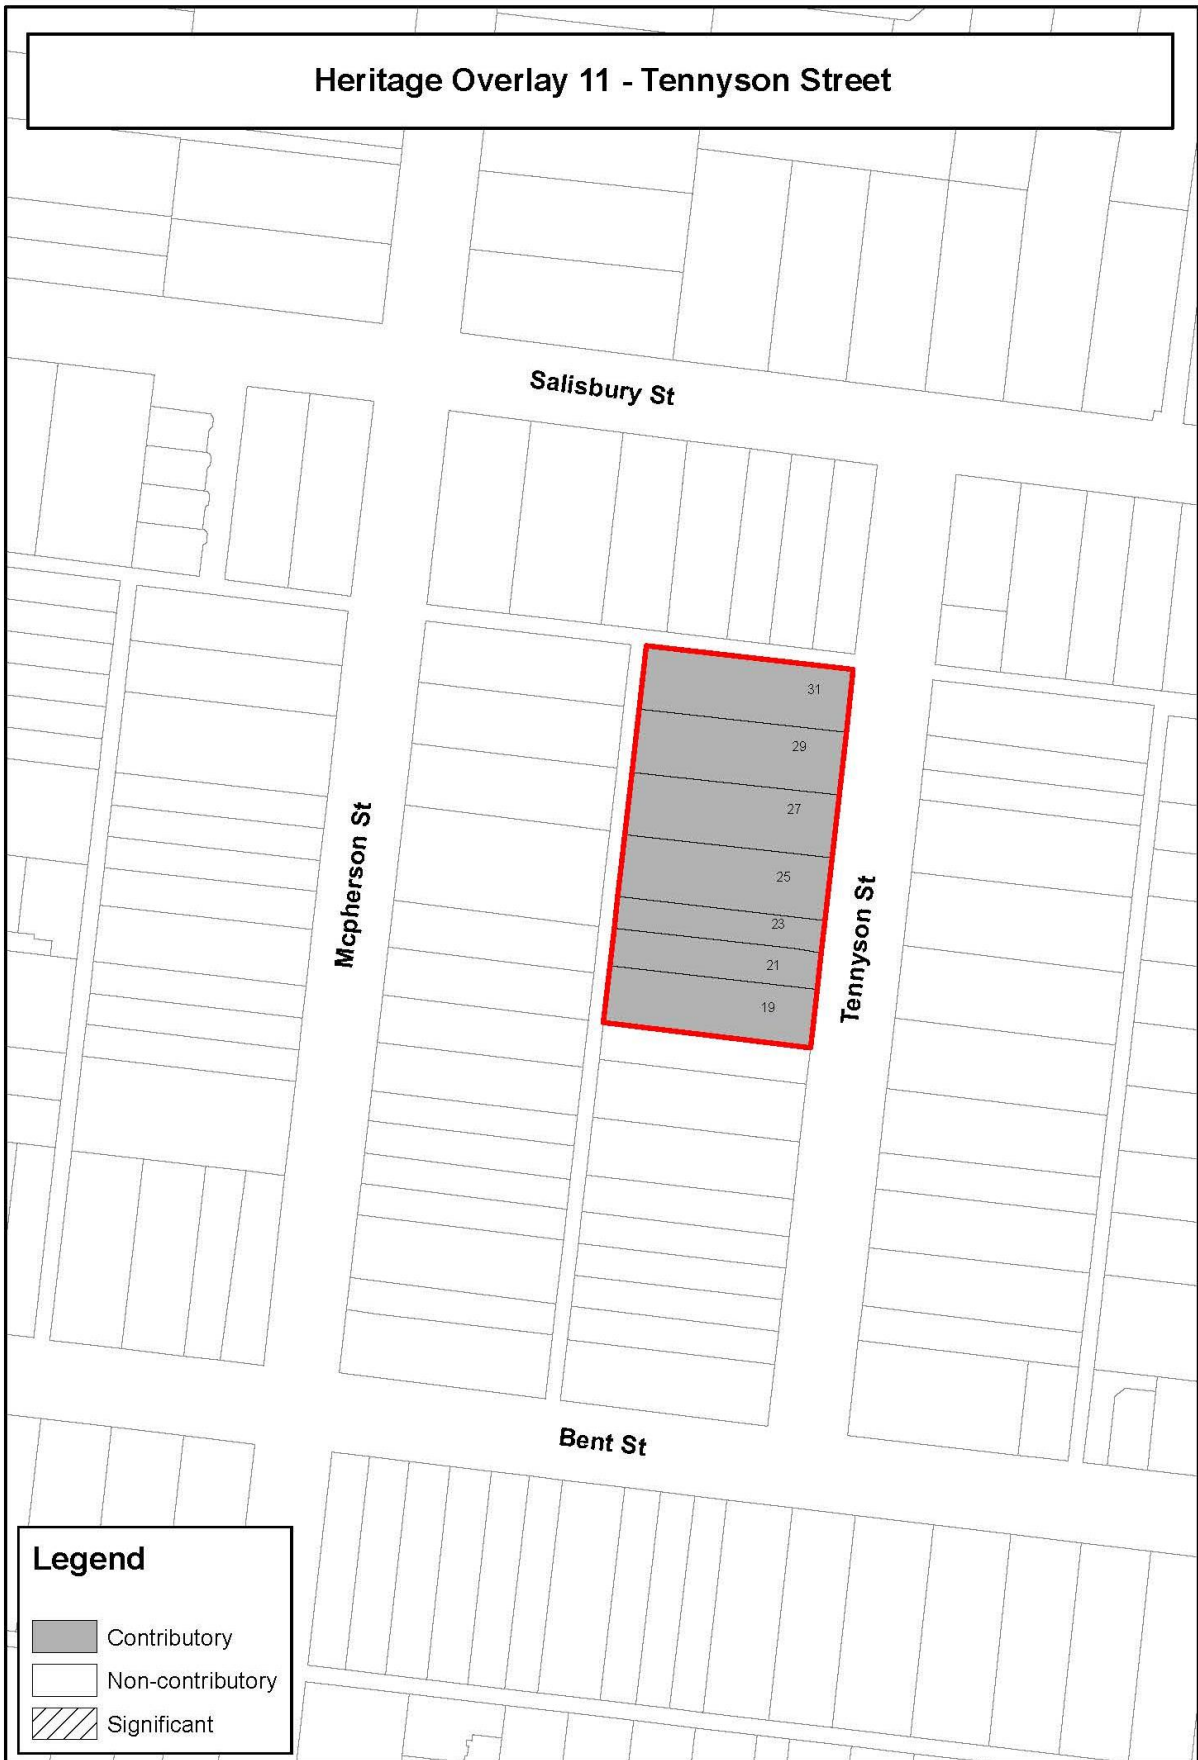 Heritage Overlay 11 - Tennyson Street
Salisbury St
31
29
27
Mcpherson St
25
Tennyson St
23
21
19
Bent St
Legend
Contributory
Non-contributory
Significant